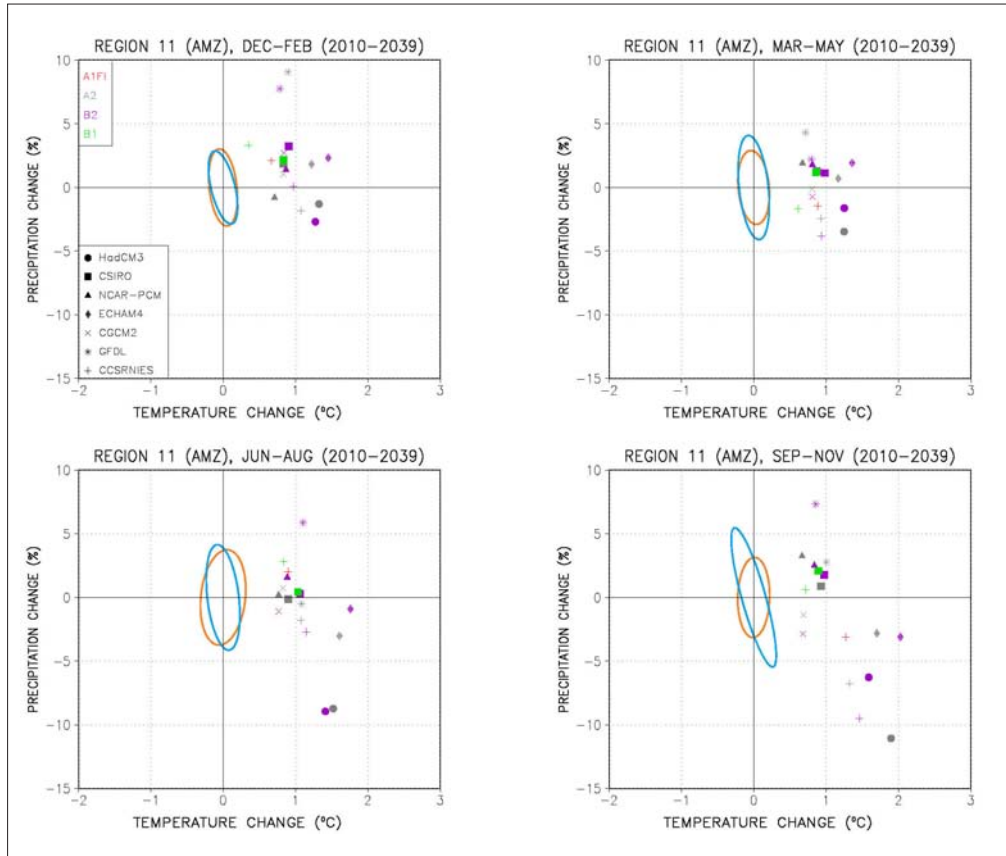 REGION 11 (AMZ), DEC-FEB (2010-2039)
PRECIPITATION CHANGE (%)
10
5
0
-5
-10
-15
A1FI
A2
B2
B1
HadCM3
CSIRO
NCAR-PCM
ECHAM4
CGCM2
GFDL
CCSRNIES
-2 -1 0 1 2 3
TEMPERATURE CHANGE (ºC)
REGION 11 (AMZ), MAR-MAY (2010-2039)
PRECIPITATION CHANGE (%)
10
5
0
-5
-10
-15
-2 -1 0 1 2 3
TEMPERATURE CHANGE (ºC)
REGION 11 (AMZ), JUN-AUG (2010-2039)
PRECIPITATION CHANGE (%)
10
5
0
-5
-10
-15
-2 -1 0 1 2 3
TEMPERATURE CHANGE (ºC)
REGION 11 (AMZ), SEP-NOV (2010-2039)
PRECIPITATION CHANGE (%)
10
5
0
-5
-10
-15
-2 -1 0 1 2 3
TEMPERATURE CHANGE (ºC)